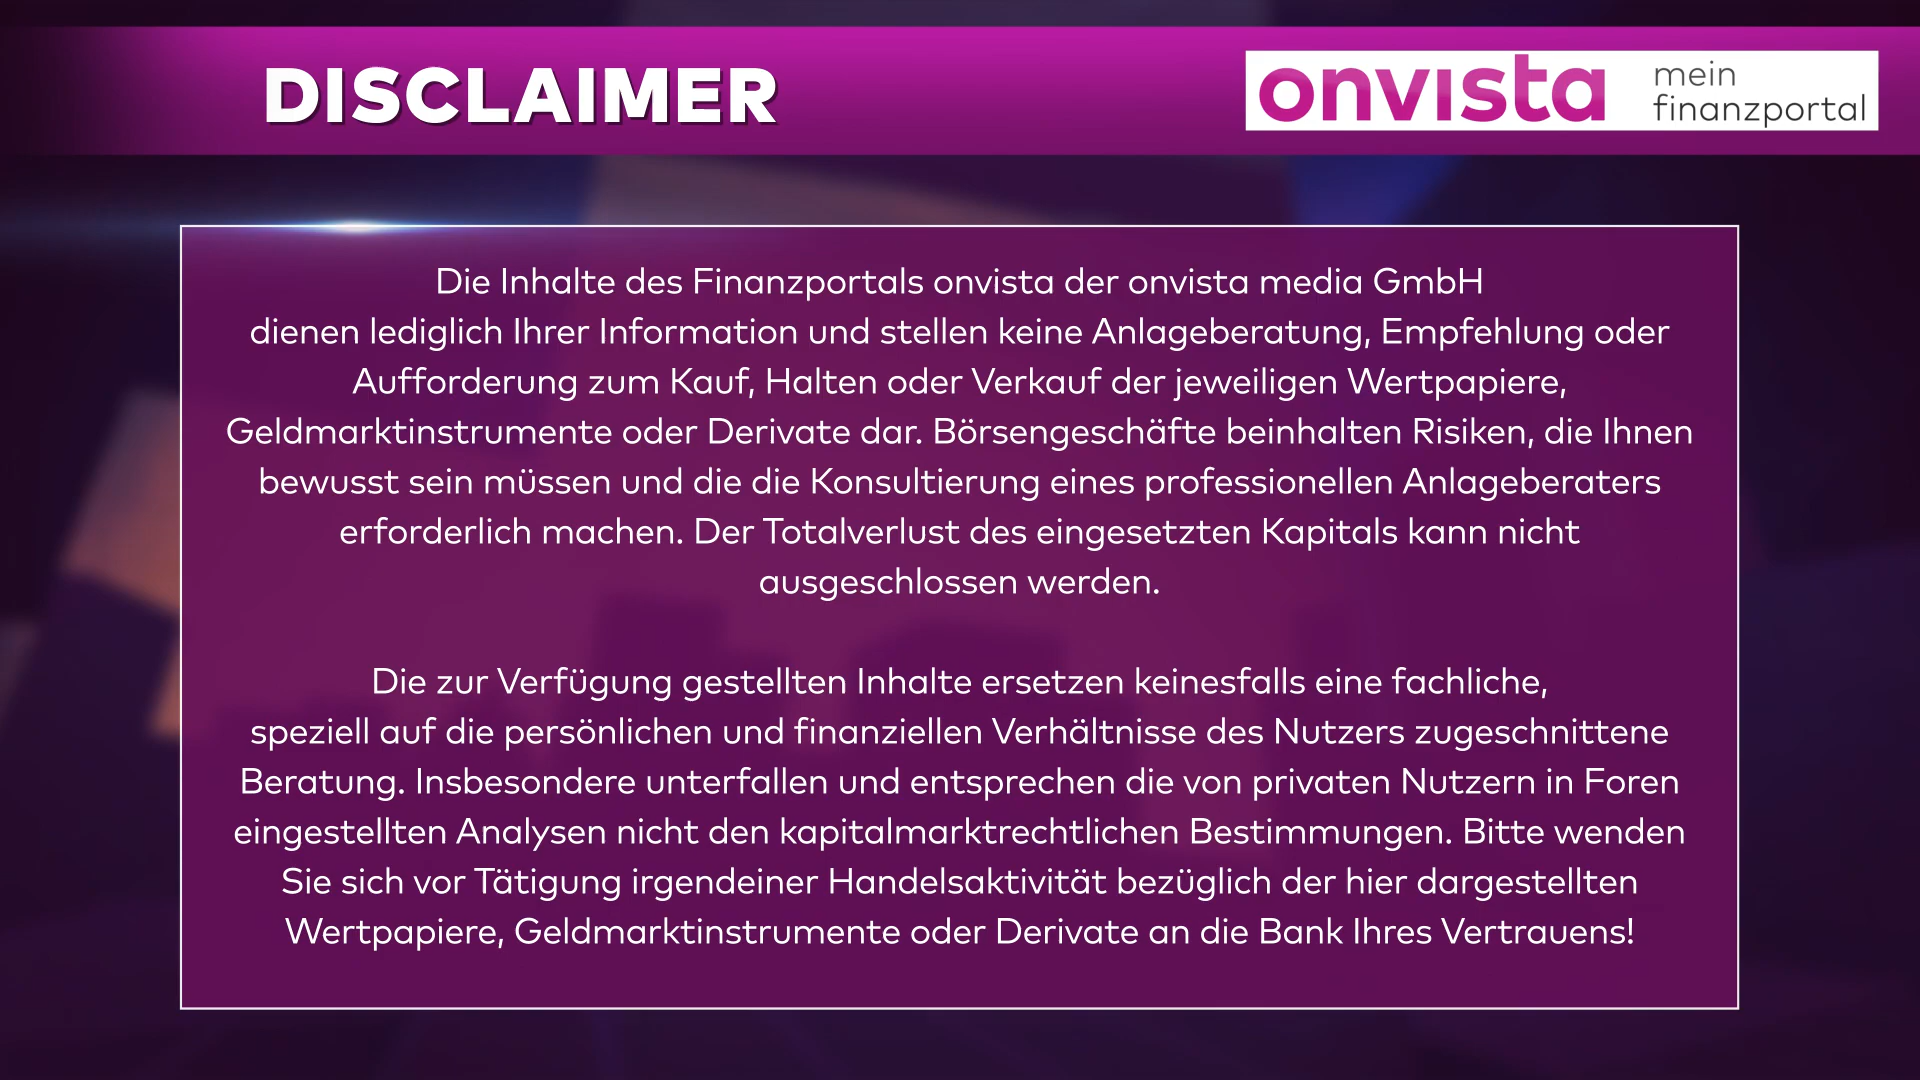 DISCLAIMER
onvista
mein
finanzportal
Die Inhalte des Finanzportals onvista der onvista media GmbH
dienen lediglich Ihrer Information und stellen keine Anlageberatung, Empfehlung oder
Aufforderung zum Kauf, Halten oder Verkauf der jeweiligen Wertpapiere,
Geldmarktinstrumente oder Derivate dar. Börsengeschäfte beinhalten Risiken, die Ihnen
bewusst sein müssen und die die Konsultierung eines professionellen Anlageberaters
erforderlich machen. Der Totalverlust des eingesetzten Kapitals kann nicht
ausgeschlossen werden.
Die zur Verfügung gestellten Inhalte ersetzen keinesfalls eine fachliche,
speziell auf die persönlichen und finanziellen Verhältnisse des Nutzers zugeschnittene
Beratung. Insbesondere unterfallen und entsprechen die von privaten Nutzern in Foren
eingestellten Analysen nicht den kapitalmarktrechtlichen Bestimmungen. Bitte wenden
Sie sich vor Tätigung irgendeiner Handelsaktivität bezüglich der hier dargestellten
Wertpapiere, Geldmarktinstrumente oder Derivate an die Bank Ihres Vertrauens!